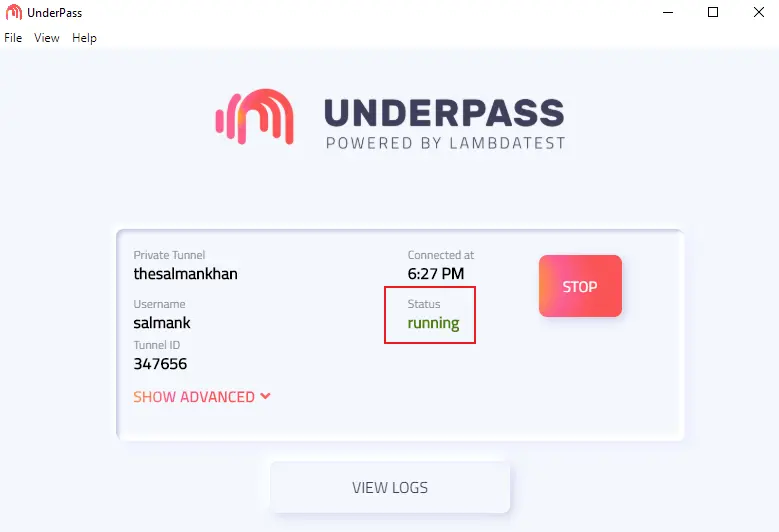 UnderPass
File View Help
UNDERPASS
POWERED BY LAMBDATEST
Private Tunnel
thesalmankhan
Connected at
6:27 PM
STOP
Username
salmank
Status
running
Tunnel ID
347656
SHOW ADVANCED
VIEW LOGS